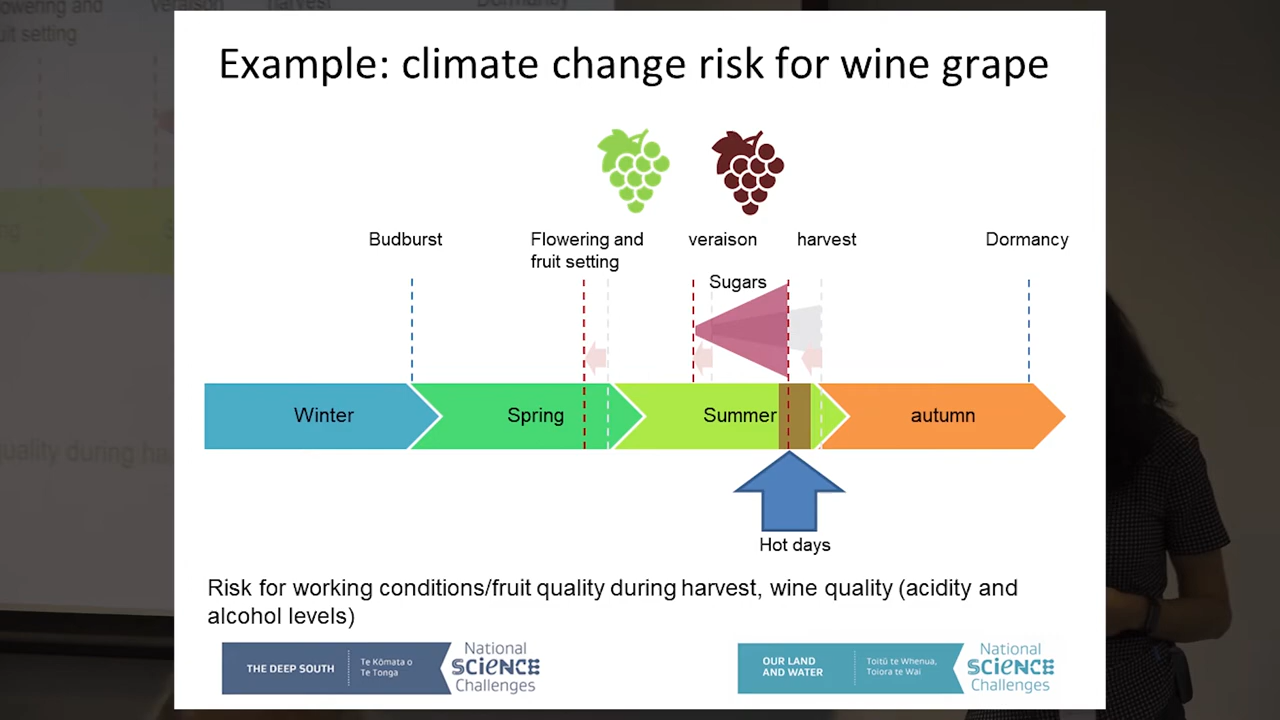 Example: climate change risk for wine grape
Budburst
Flowering and
fruit setting
veraison
harvest
Dormancy
Sugars
Winter
Spring
Summer
autumn
Hot days
Risk for working conditions/fruit quality during harvest, wine quality (acidity and
alcohol levels)
THE DEEP SOUTH
Te Kōmata o
Te Tonga
National
SCIENCE
Challenges
OUR LAND
AND WATER
Toitū te Whenua,
Toiora te Wai
National
SCIENCE
Challenges